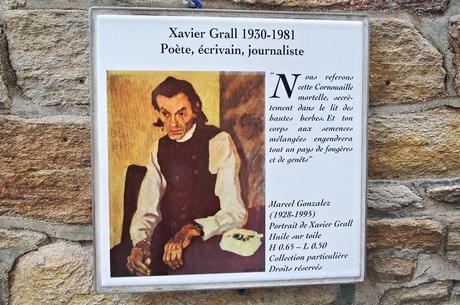 Xavier Grall 1930-1981
Poète, écrivain, journaliste
“Nous referons
cette Cornouaille
mortelle, secrè-
tement dans le lit des
hautes herbes. Et ton
corps aux semences
mélangées engendrera
tout un pays de fougères
et de genêts”
Marcel Gonzalez
(1928-1995)
Portrait de Xavier Grall
Huile sur toile
H 0.65 – L 0.50
Collection particulière
Droits réservés